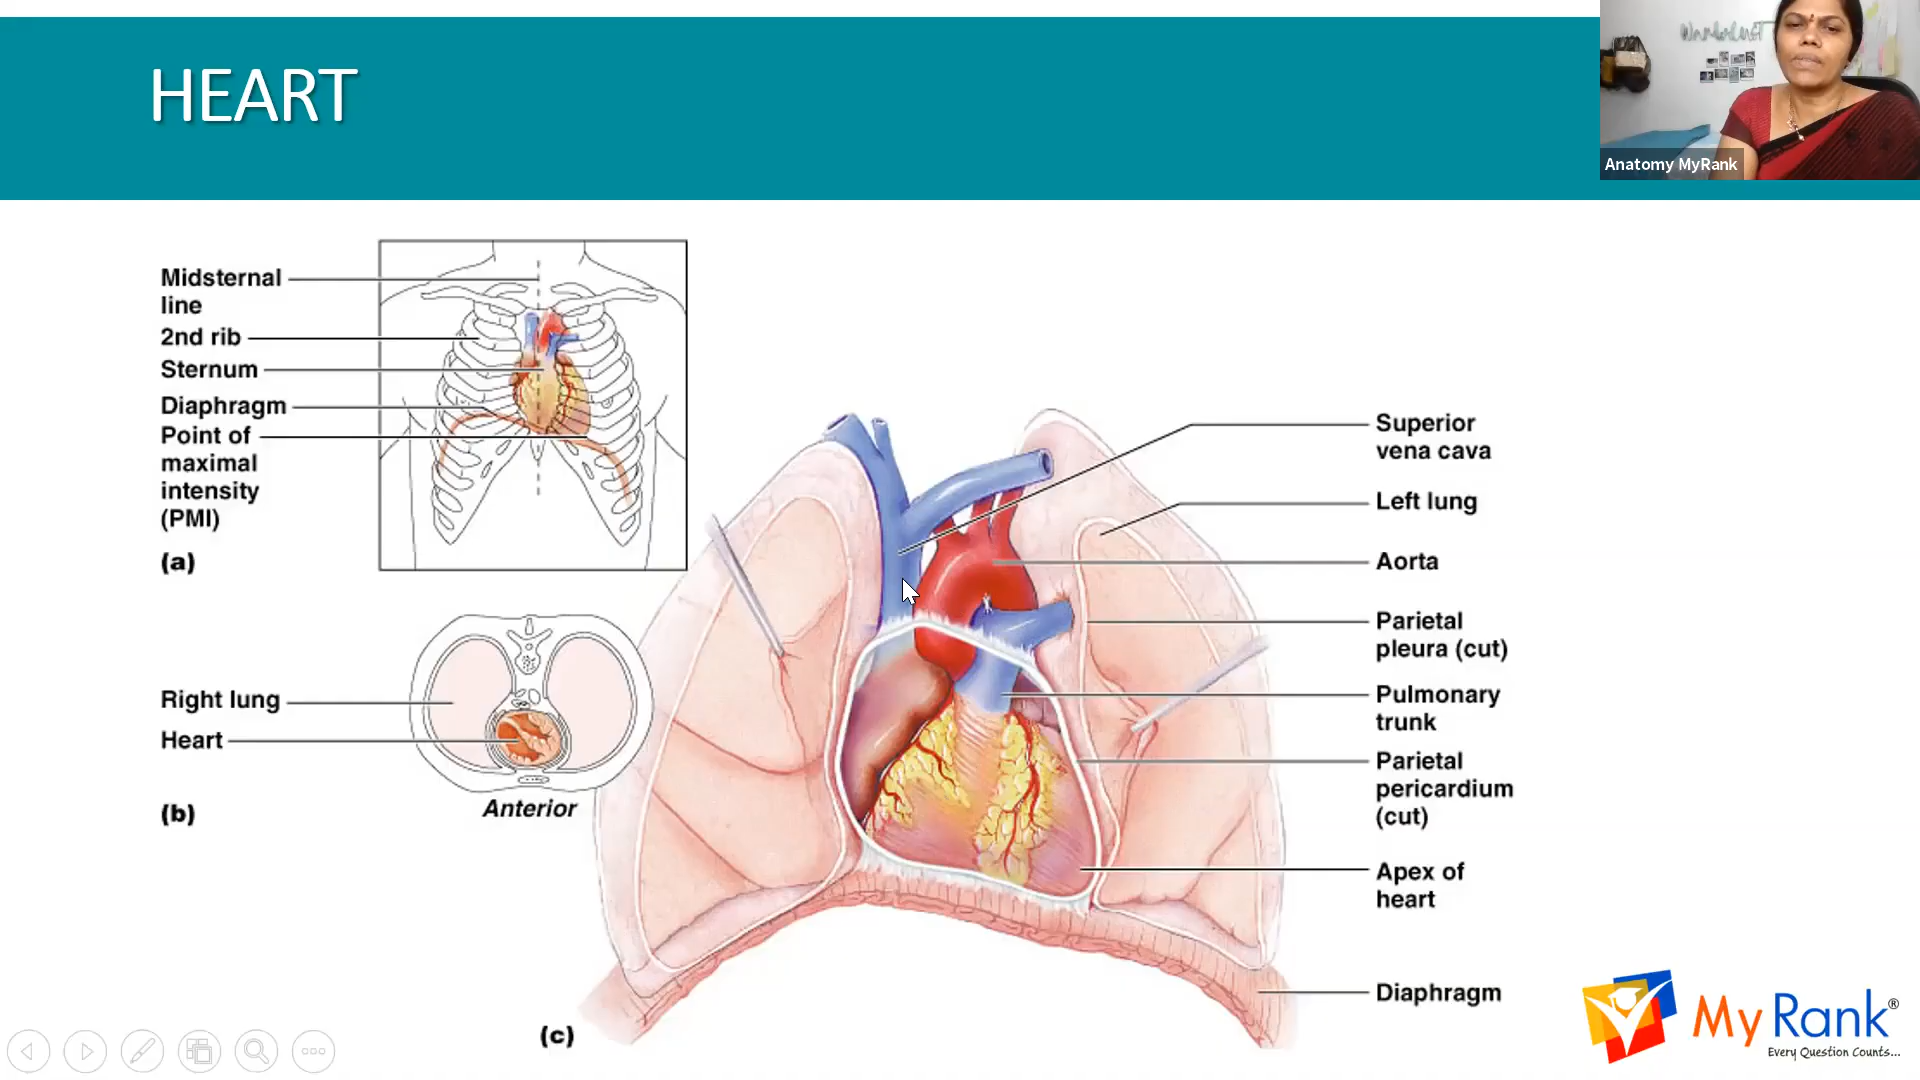 HEART
Wanderlust
Anatomy MyRank
Midsternal
line
2nd rib
Sternum
Diaphragm
Point of
maximal
intensity
(PMI)
(a)
Right lung
Heart
Anterior
(b)
Superior
vena cava
Left lung
Aorta
Parietal
pleura (cut)
Pulmonary
trunk
Parietal
pericardium
(cut)
Apex of
heart
Diaphragm
(c)
My Rank®
Every Question Counts...